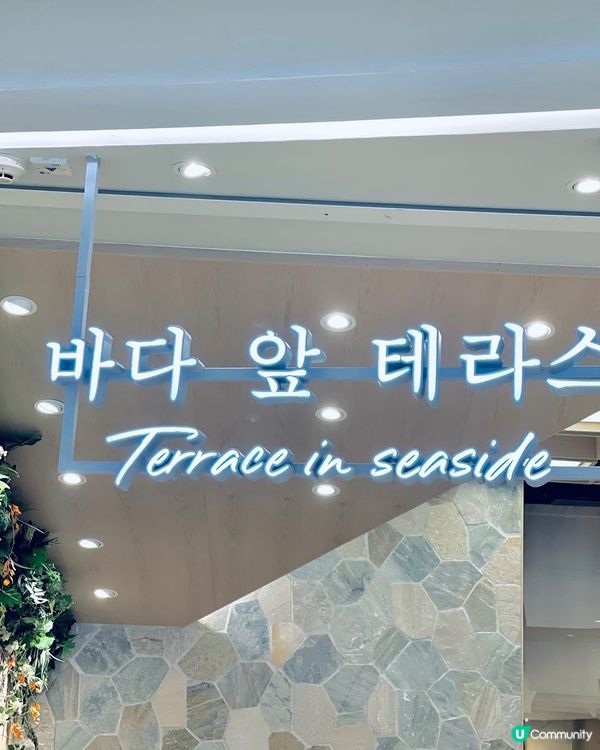 바다 앞 테라스
Terrace in seaside
U Community